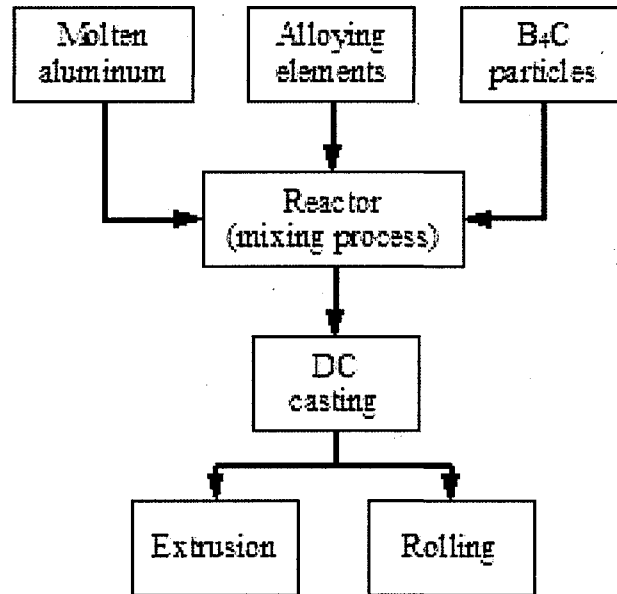 Molten
aluminum
Alloying
elements
B₄C
particles
Reactor
(mixing process)
DC
casting
Extrusion
Rolling